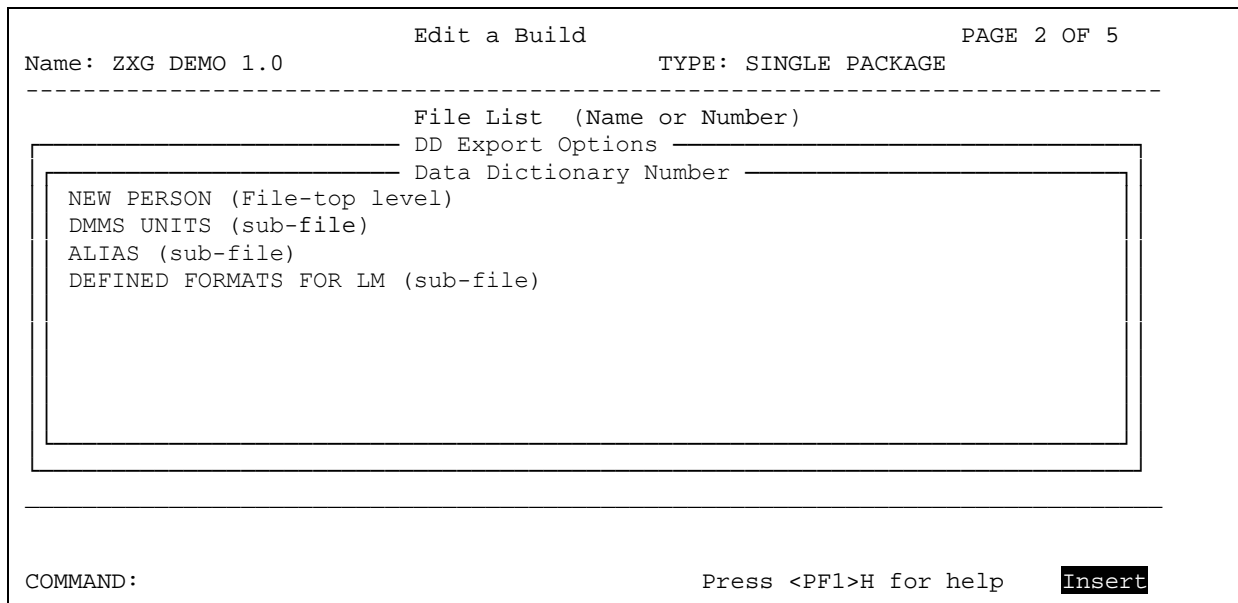 Edit a Build PAGE 2 OF 5
Name: ZXG DEMO 1.0 TYPE: SINGLE PACKAGE
--------------------------------------------------------------------------------
File List (Name or Number)
DD Export Options
Data Dictionary Number
NEW PERSON (File-top level)
DMMS UNITS (sub-file)
ALIAS (sub-file)
DEFINED FORMATS FOR LM (sub-file)
COMMAND: Press <PF1>H for help Insert